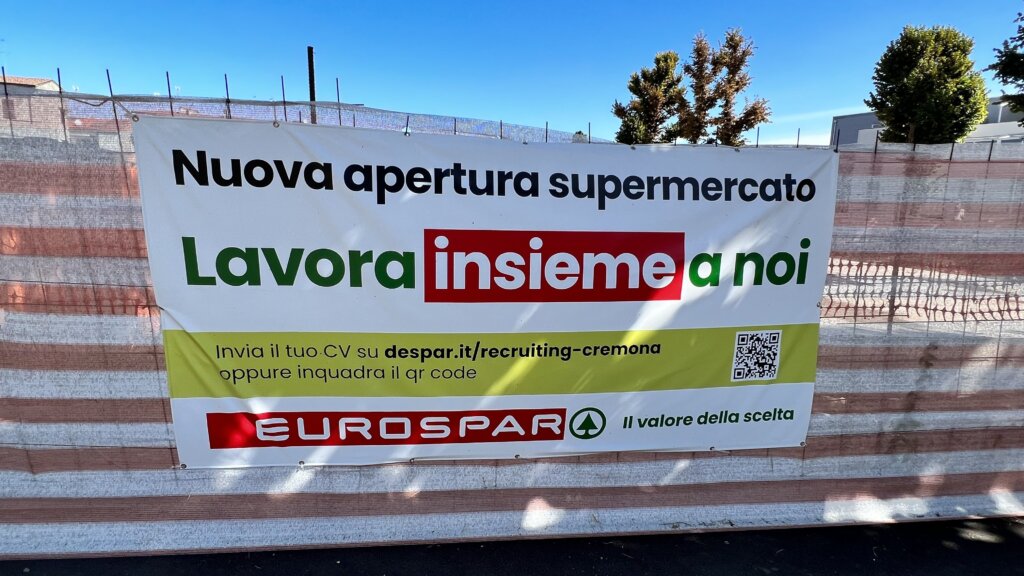 Nuova apertura supermercato
Lavora insieme a noi
Invia il tuo CV su despar.it/recruiting-cremona
oppure inquadra il qr code
EUROSPAR Il valore della scelta